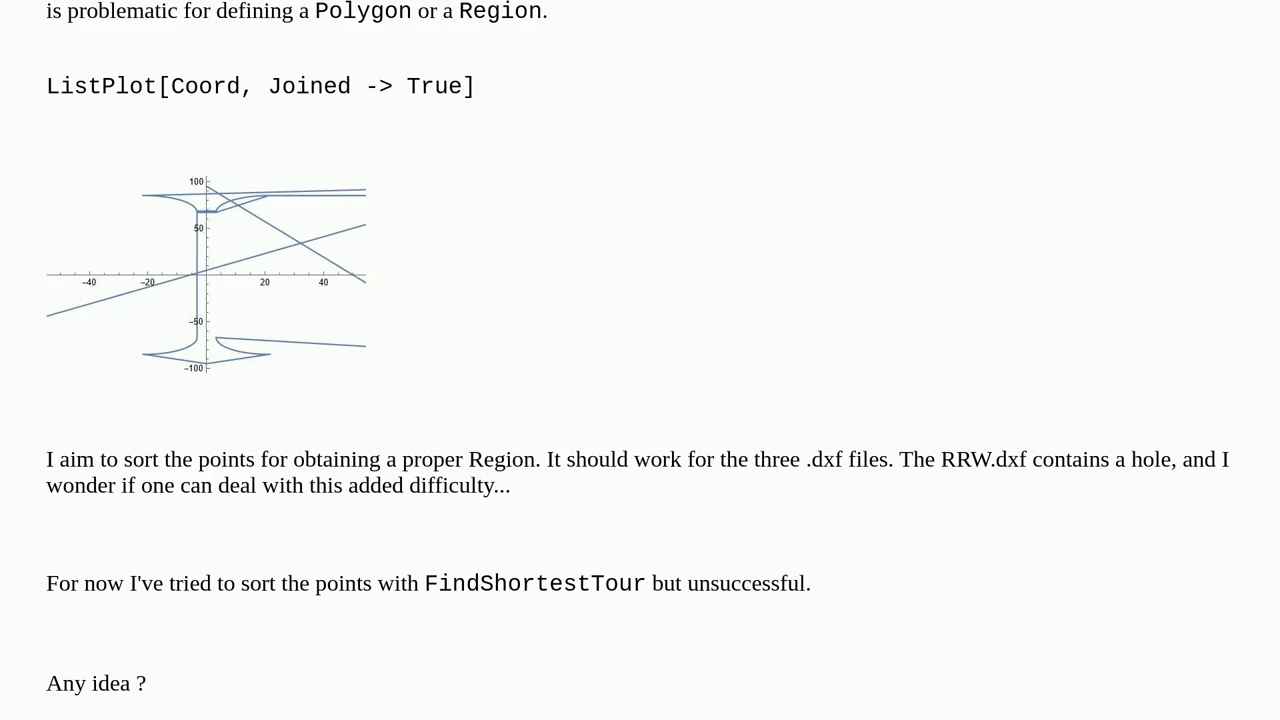 is problematic for defining a Polygon or a Region.
ListPlot[Coord, Joined -> True]
100
50
-40
-20
20
40
-50
-100
I aim to sort the points for obtaining a proper Region. It should work for the three .dxf files. The RRW.dxf contains a hole, and I
wonder if one can deal with this added difficulty...
For now I've tried to sort the points with FindShortestTour but unsuccessful.
Any idea ?